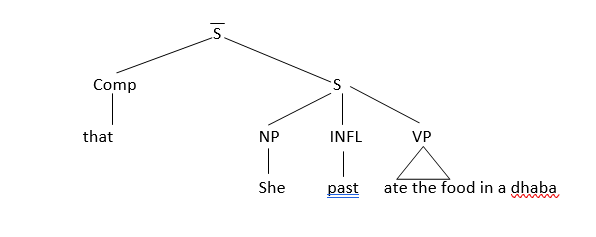 S
Comp S
that NP INFL VP
She past ate the food in a dhaba